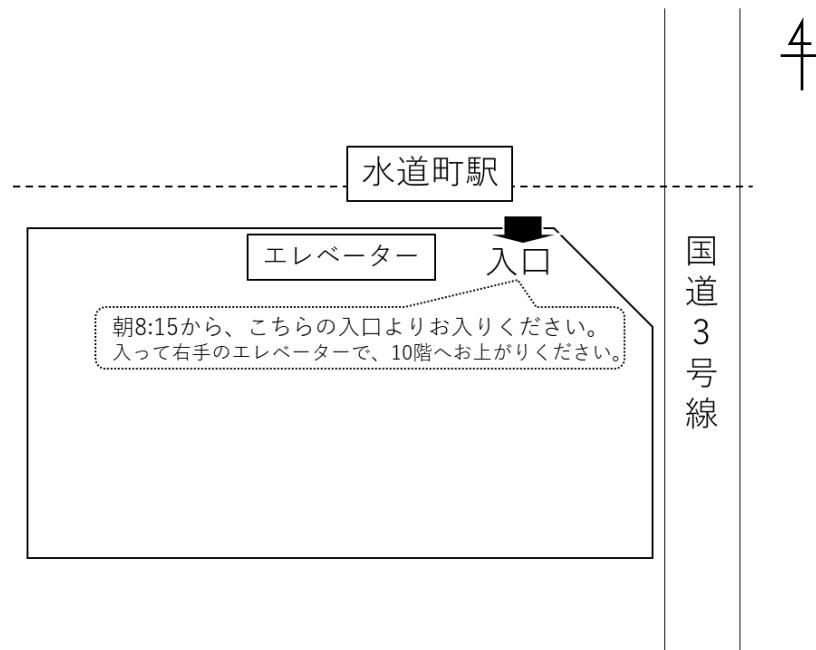 水道町駅
エレベーター
入口
朝8:15から、こちらの入口よりお入りください。
入って右手のエレベーターで、10階へお上がりください。
国道3号線